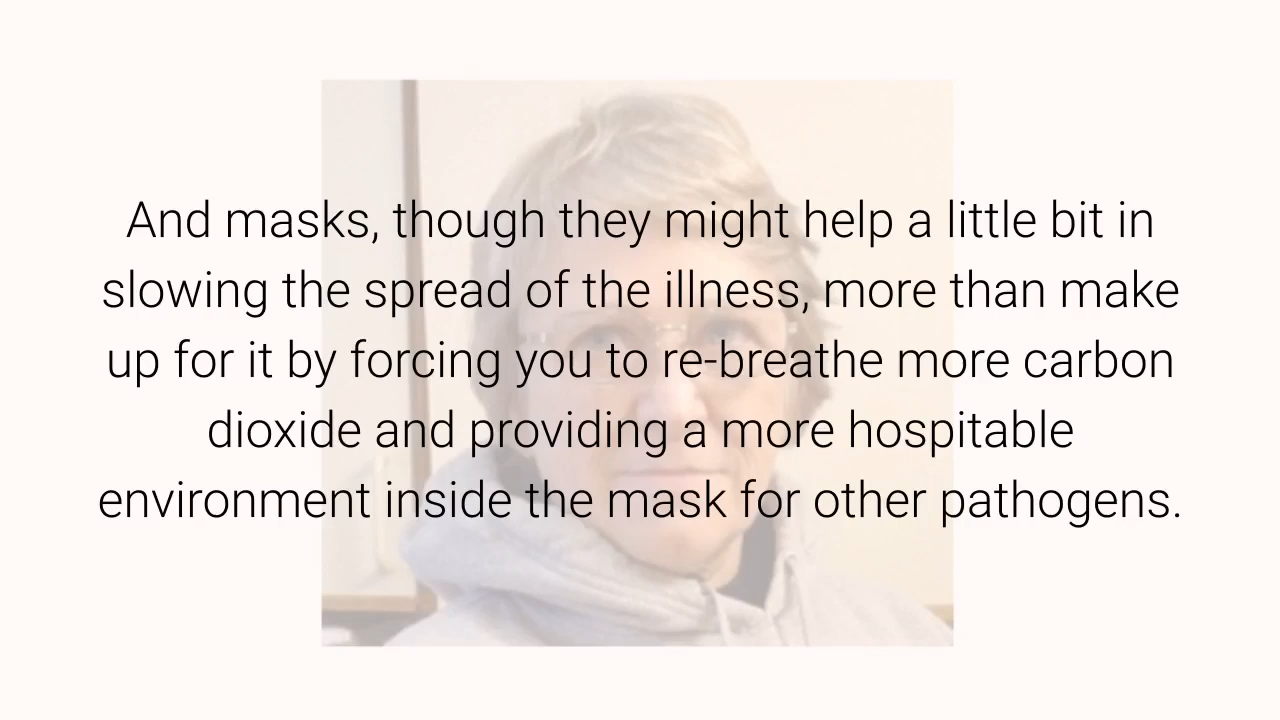 And masks, though they might help a little bit in
slowing the spread of the illness, more than make
up for it by forcing you to re-breathe more carbon
dioxide and providing a more hospitable
environment inside the mask for other pathogens.